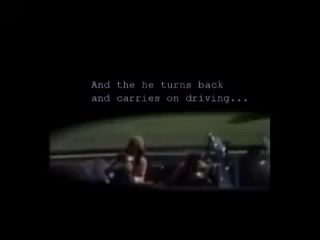 And the he turns back
and carries on driving...